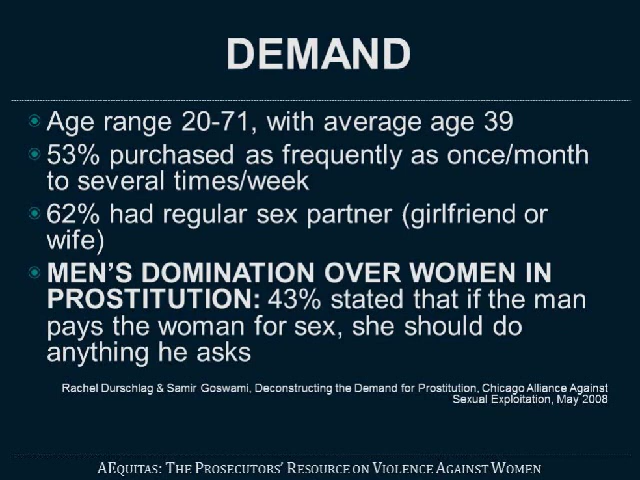 DEMAND
Age range 20-71, with average age 39
53% purchased as frequently as once/month
to several times/week
62% had regular sex partner (girlfriend or
wife)
MEN'S DOMINATION OVER WOMEN IN
PROSTITUTION: 43% stated that if the man
pays the woman for sex, she should do
anything he asks
Rachel Durschlag & Samir Goswami, Deconstructing the Demand for Prostitution, Chicago Alliance Against
Sexual Exploitation, May 2008
AEQUITAS: THE PROSECUTORS' RESOURCE ON VIOLENCE AGAINST WOMEN